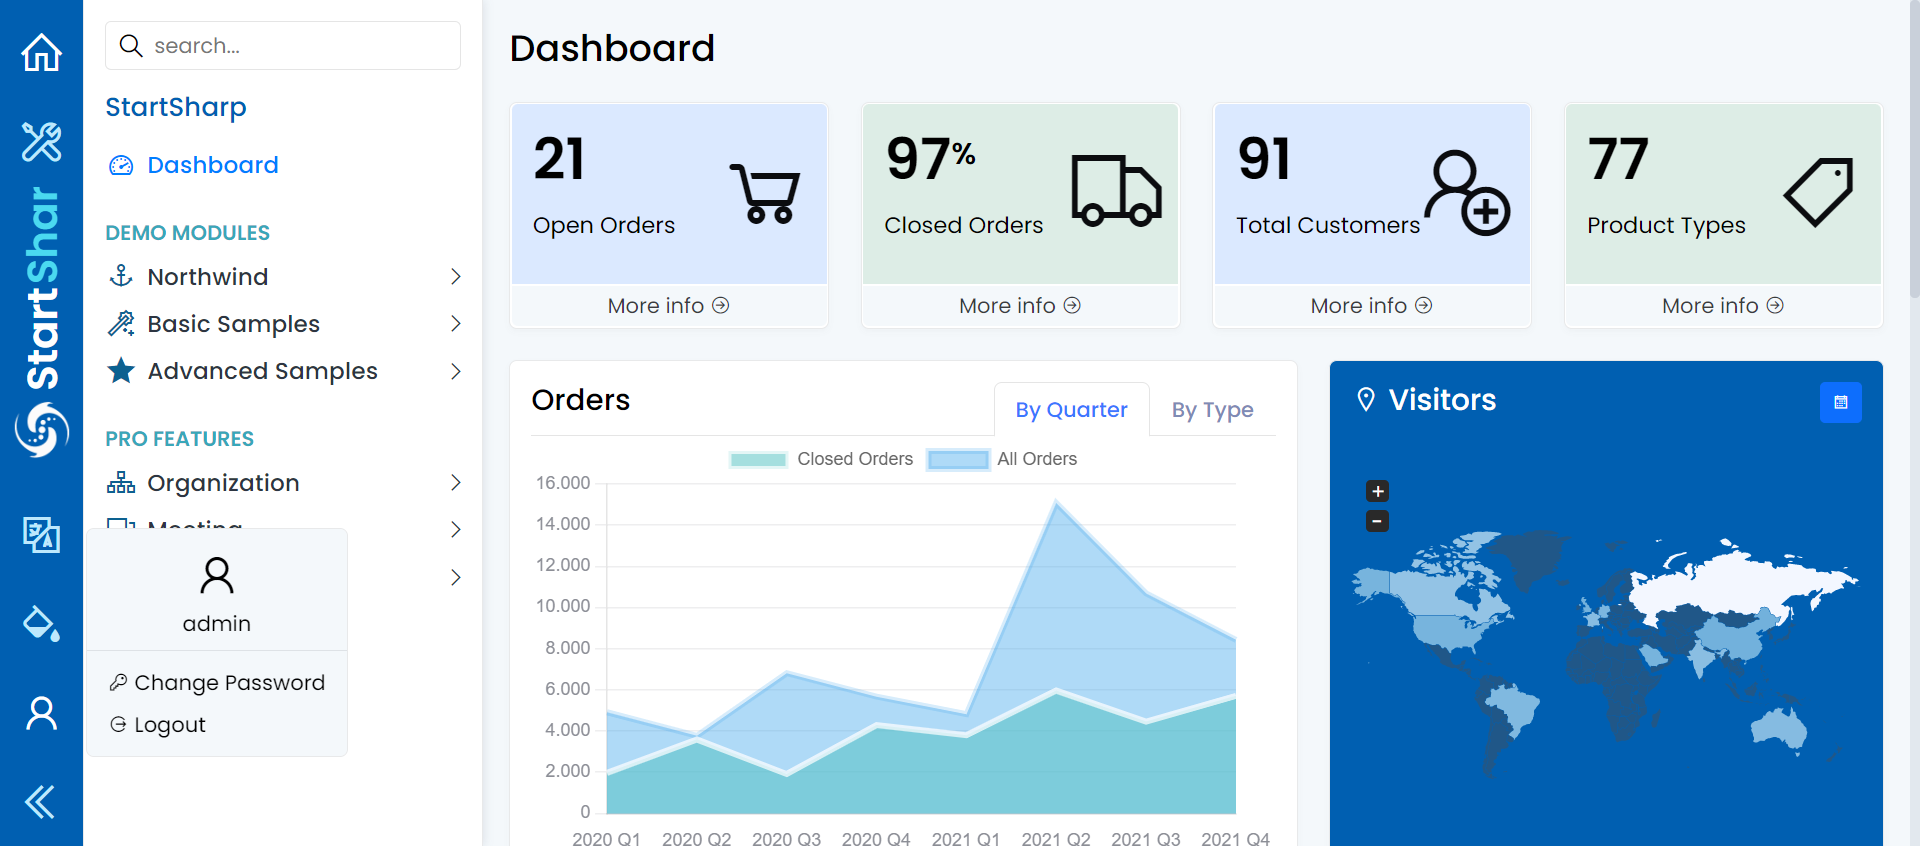 StartShar
search...
StartSharp
Dashboard
DEMO MODULES
Northwind
Basic Samples
Advanced Samples
PRO FEATURES
Organization
Meeting
admin
Change Password
Logout
Dashboard
21
Open Orders
More info
97%
Closed Orders
More info
91
Total Customers
More info
77
Product Types
More info
Orders
By Quarter
By Type
Closed Orders
All Orders
16.000
14.000
12.000
10.000
8.000
6.000
4.000
2.000
0
2020 Q1 2020 Q2 2020 Q3 2020 Q4 2021 Q1 2021 Q2 2021 Q3 2021 Q4
Visitors
+
−